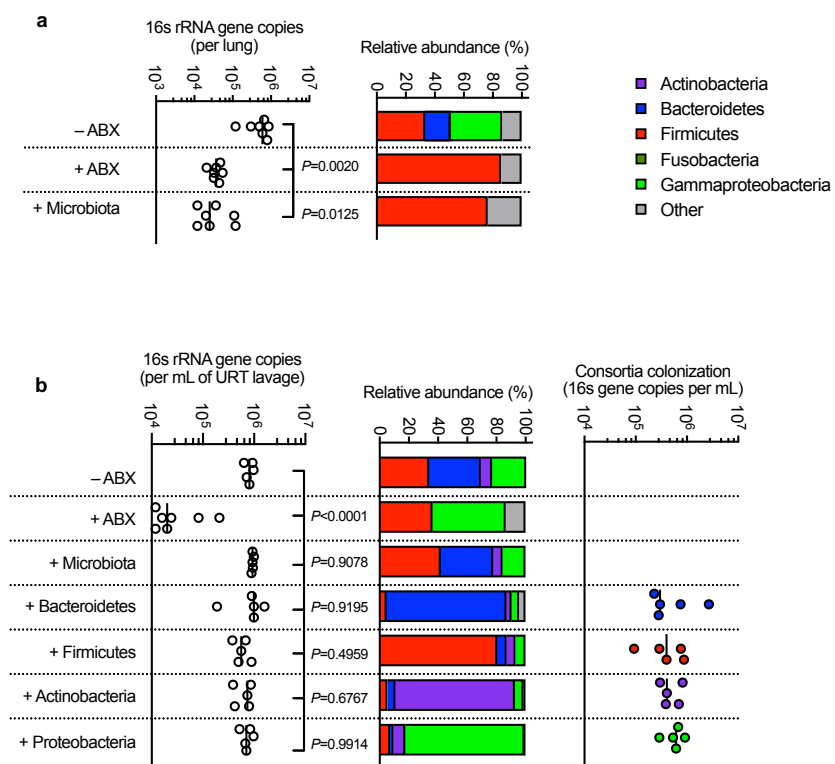 a
16s rRNA gene copies
(per lung)
10³ 10⁴ 10⁵ 10⁶ 10⁷
Relative abundance (%)
0 20 40 60 80 100
– ABX
+ ABX
+ Microbiota
P=0.0020
P=0.0125
Actinobacteria
Bacteroidetes
Firmicutes
Fusobacteria
Gammaproteobacteria
Other
b
16s rRNA gene copies
(per mL of URT lavage)
10⁴ 10⁵ 10⁶ 10⁷
Relative abundance (%)
0 20 40 60 80 100
Consortia colonization
(16s gene copies per mL)
10⁴ 10⁵ 10⁶ 10⁷
– ABX
+ ABX
P<0.0001
+ Microbiota
P=0.9078
+ Bacteroidetes
P=0.9195
+ Firmicutes
P=0.4959
+ Actinobacteria
P=0.6767
+ Proteobacteria
P=0.9914